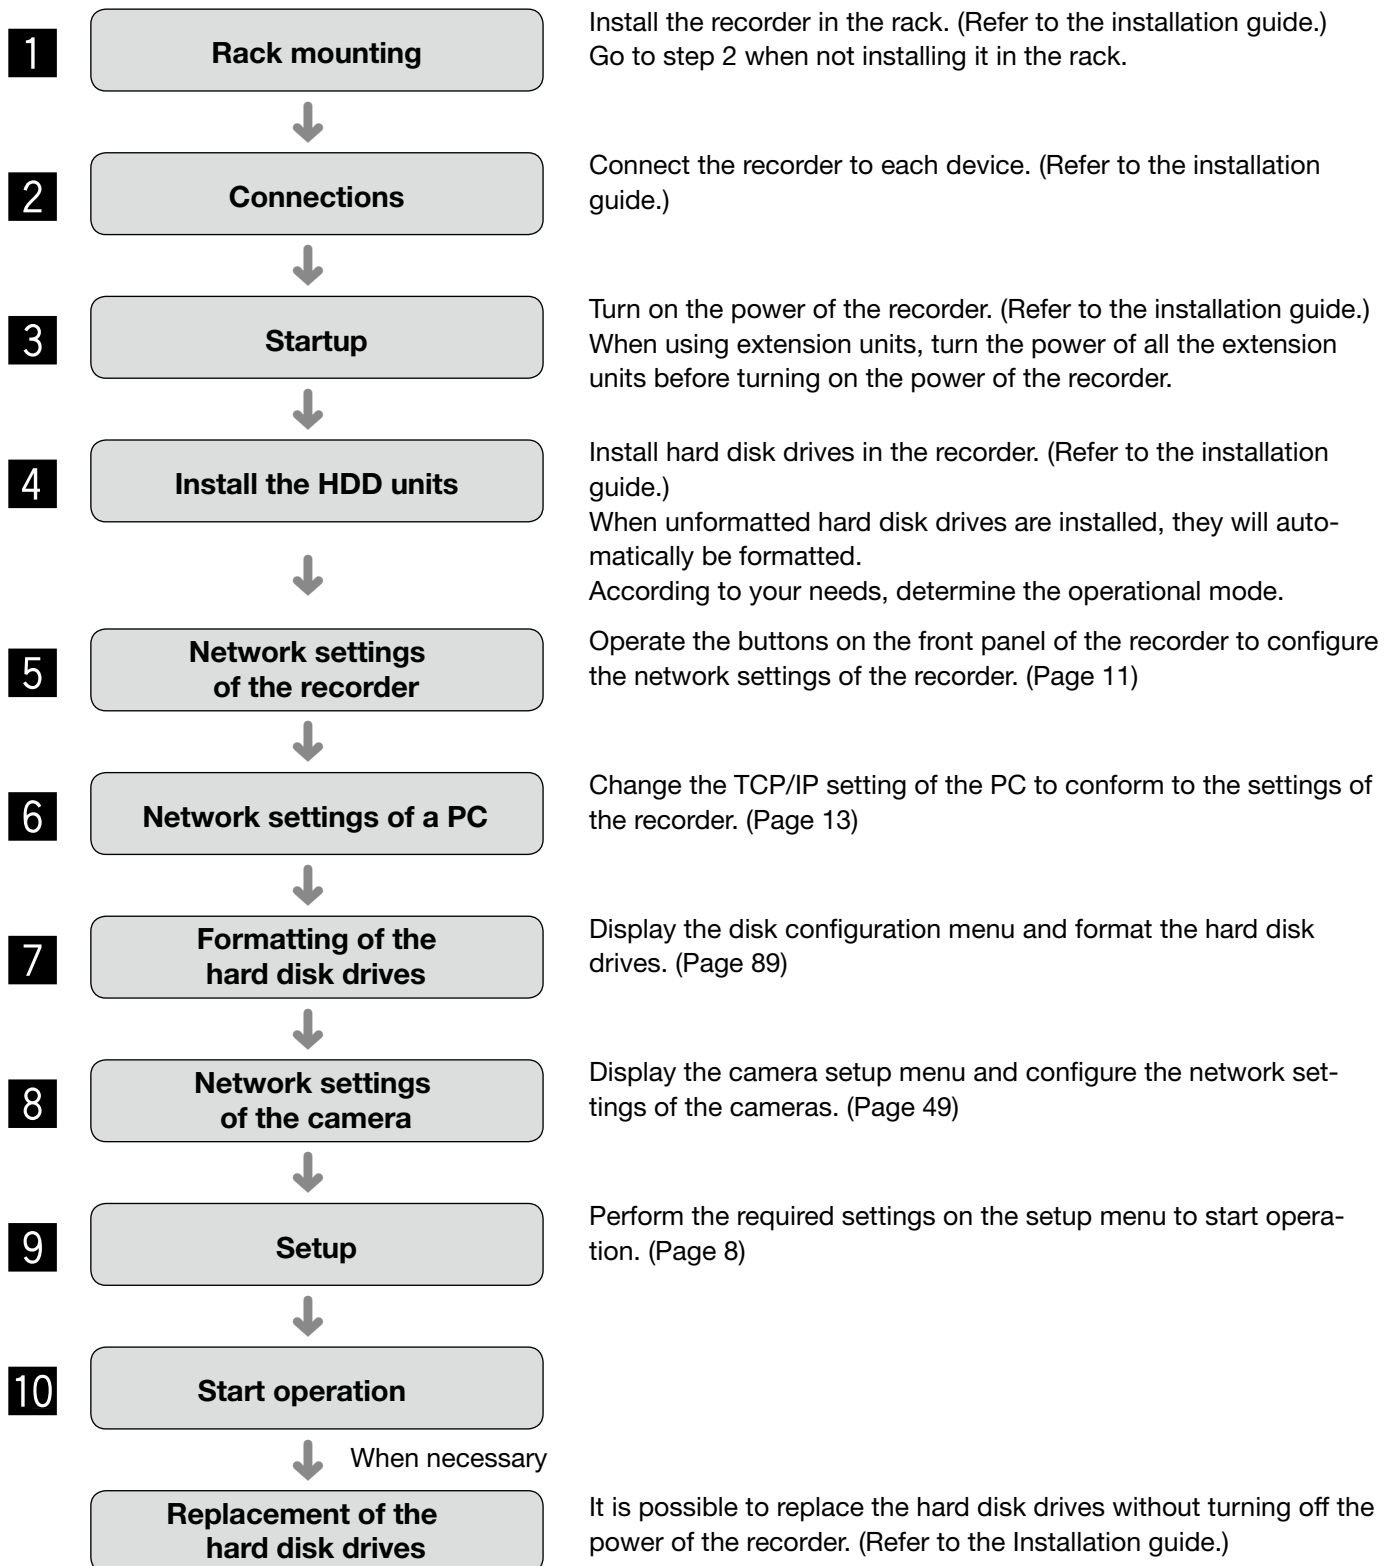 1
Rack mounting
Install the recorder in the rack. (Refer to the installation guide.)
Go to step 2 when not installing it in the rack.
2
Connections
Connect the recorder to each device. (Refer to the installation
guide.)
3
Startup
Turn on the power of the recorder. (Refer to the installation guide.)
When using extension units, turn the power of all the extension
units before turning on the power of the recorder.
4
Install the HDD units
Install hard disk drives in the recorder. (Refer to the installation
guide.)
When unformatted hard disk drives are installed, they will auto-
matically be formatted.
According to your needs, determine the operational mode.
5
Network settings
of the recorder
Operate the buttons on the front panel of the recorder to configure
the network settings of the recorder. (Page 11)
6
Network settings of a PC
Change the TCP/IP setting of the PC to conform to the settings of
the recorder. (Page 13)
7
Formatting of the
hard disk drives
Display the disk configuration menu and format the hard disk
drives. (Page 89)
8
Network settings
of the camera
Display the camera setup menu and configure the network set-
tings of the cameras. (Page 49)
9
Setup
Perform the required settings on the setup menu to start opera-
tion. (Page 8)
10
Start operation
When necessary
Replacement of the
hard disk drives
It is possible to replace the hard disk drives without turning off the
power of the recorder. (Refer to the Installation guide.)